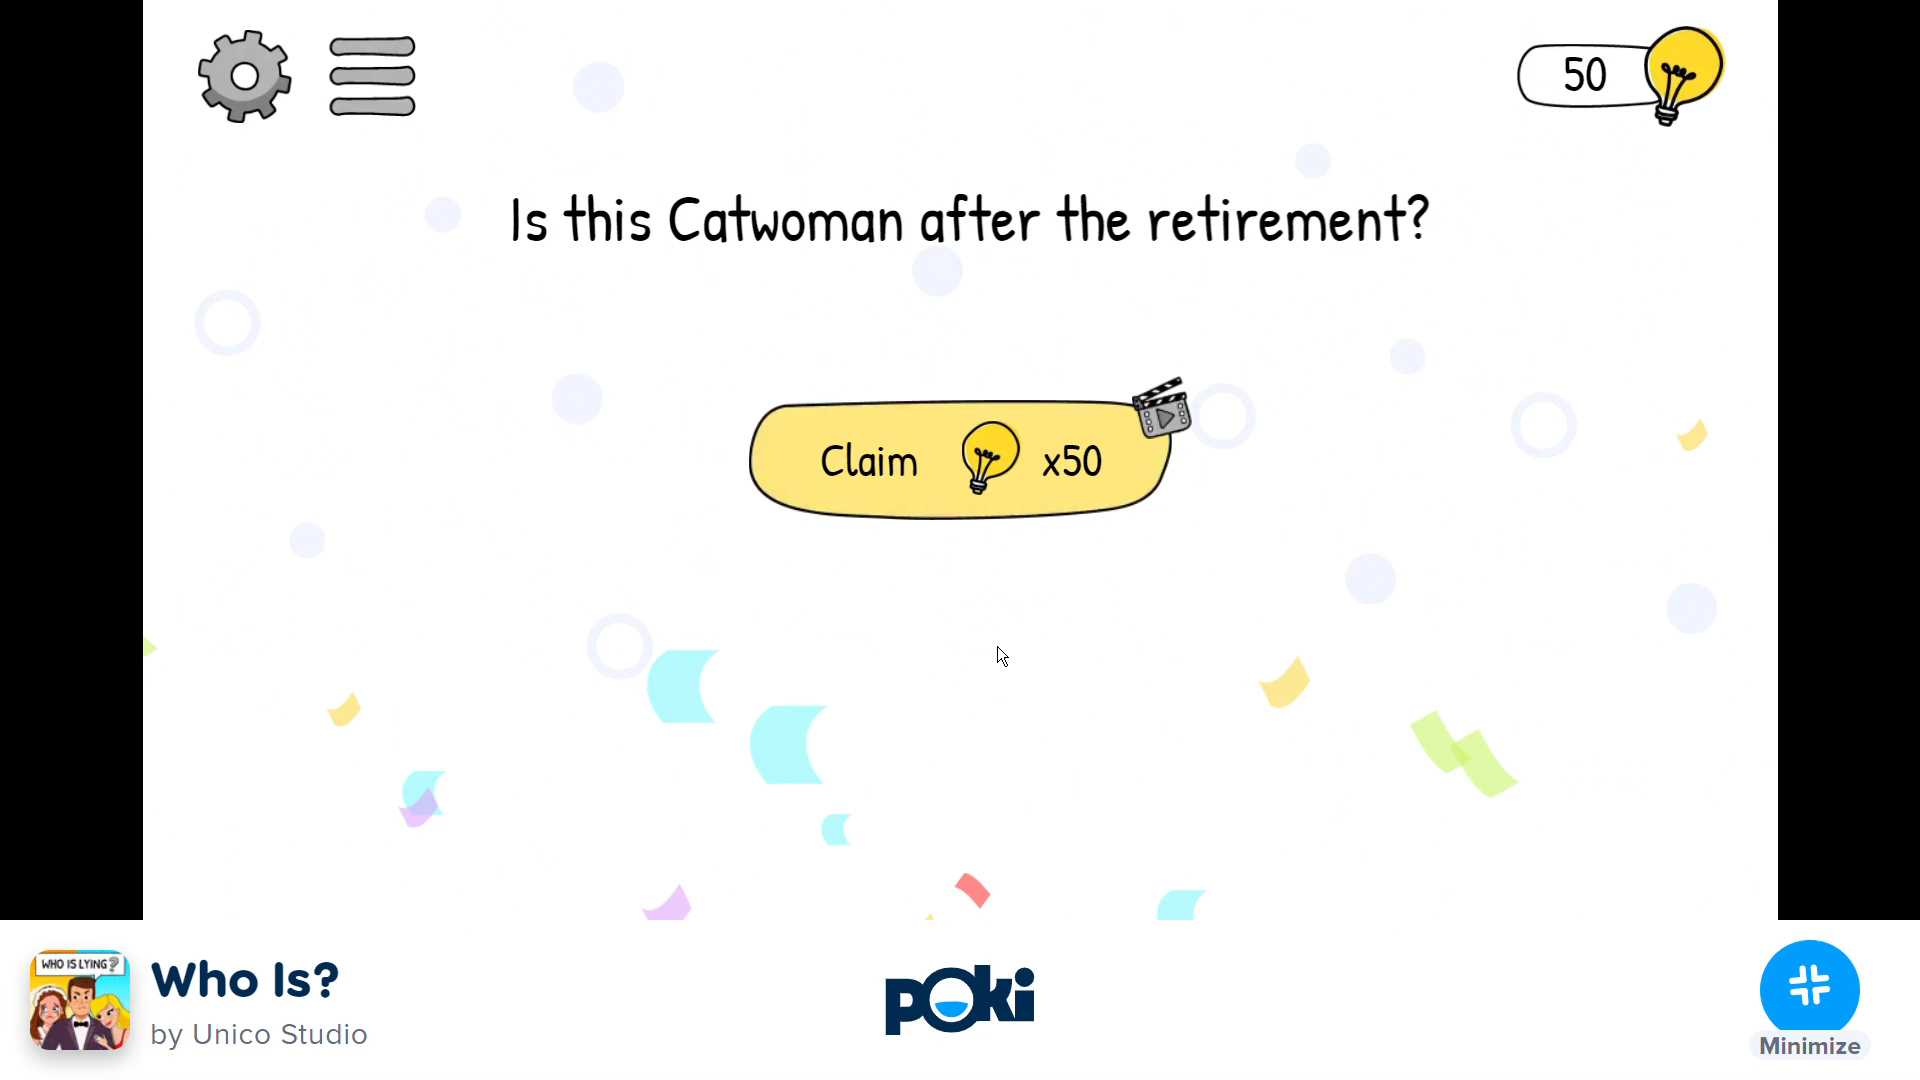 50
Is this Catwoman after the retirement?
Claim x50
WHO IS LYING?
Who Is?
by Unico Studio
POKi
Minimize